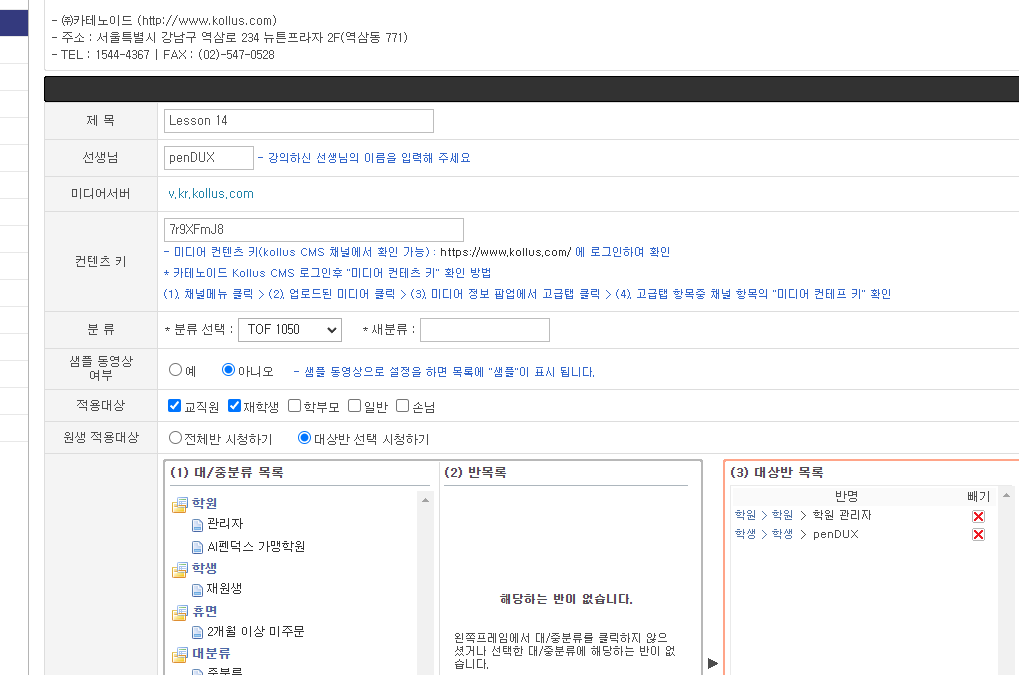 - ㈜카테노이드 (http://www.kollus.com)
- 주소 : 서울특별시 강남구 역삼로 234 뉴튼프라자 2F(역삼동 771)
- TEL : 1544-4367 | FAX : (02)-547-0528
제 목 Lesson 14
선생님 penDUX - 강의하신 선생님의 이름을 입력해 주세요
미디어서버 v.kr.kollus.com
컨텐츠 키 7r9XFmJ8
- 미디어 컨텐츠 키(kollus CMS 채널에서 확인 가능) : https://www.kollus.com/ 에 로그인하여 확인
* 카테노이드 Kollus CMS 로그인후 "미디어 컨테츠 키" 확인 방법
(1). 채널메뉴 클릭 > (2). 업로드된 미디어 클릭 > (3). 미디어 정보 팝업에서 고급탭 클릭 > (4). 고급탭 항목중 채널 항목의 "미디어 컨테프 키" 확인
분 류 * 분류 선택 : TOF 1050 * 새분류 :
샘플 동영상
여부
예 아니오 - 샘플 동영상으로 설정을 하면 목록에 "샘플"이 표시 됩니다.
적용대상 교직원 재학생 학부모 일반 손님
원생 적용대상 전체반 시청하기 대상반 선택 시청하기
(1) 대/중분류 목록
학원
관리자
AI펜덕스 가맹학원
학생
재원생
휴면
2개월 이상 미주문
대분류
중분류
(2) 반목록
해당하는 반이 없습니다.
왼쪽프레임에서 대/중분류를 클릭하지 않으
셨거나 선택한 대/중분류에 해당하는 반이 없
습니다.
(3) 대상반 목록
반명 빼기
학원 > 학원 > 학원 관리자
학생 > 학생 > penDUX